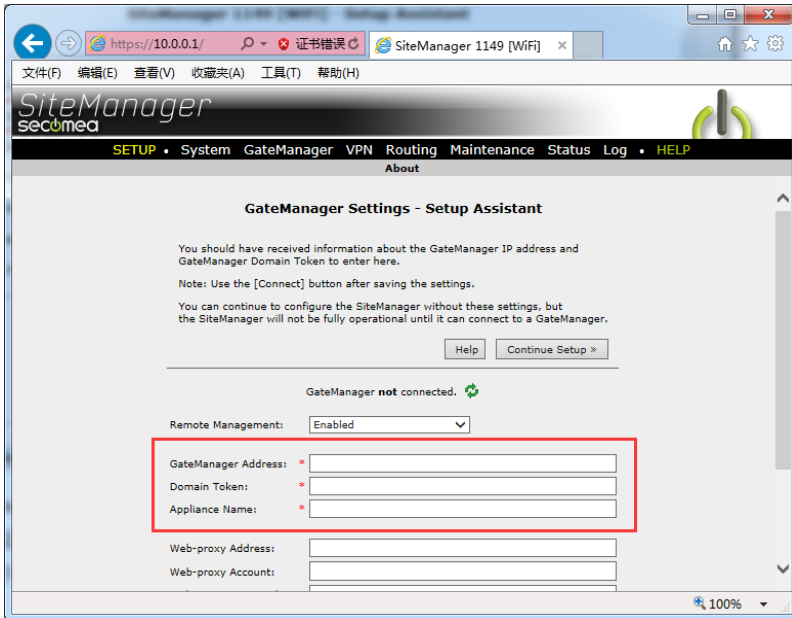 SiteManager 1149 [WiFi] - Setup Assistant
https://10.0.0.1/ 证书错误 SiteManager 1149 [WiFi]
文件(F) 编辑(E) 查看(V) 收藏夹(A) 工具(T) 帮助(H)
SiteManager
secomea
SETUP • System GateManager VPN Routing Maintenance Status Log • HELP
About
GateManager Settings - Setup Assistant
You should have received information about the GateManager IP address and
GateManager Domain Token to enter here.
Note: Use the [Connect] button after saving the settings.
You can continue to configure the SiteManager without these settings, but
the SiteManager will not be fully operational until it can connect to a GateManager.
Help Continue Setup »
GateManager not connected.
Remote Management: Enabled
GateManager Address: *
Domain Token: *
Appliance Name: *
Web-proxy Address:
Web-proxy Account:
100%